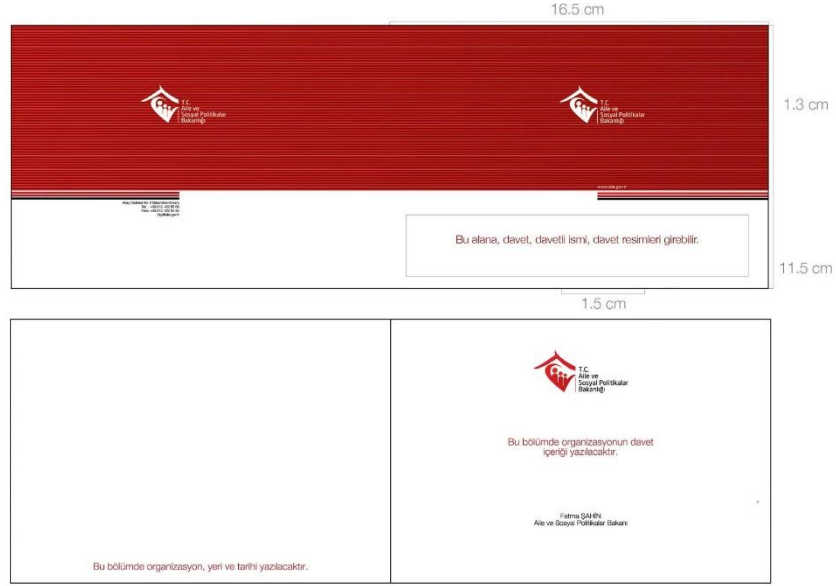 16.5 cm
T.C.
Aile ve
Sosyal Politikalar
Bakanlığı
T.C.
Aile ve
Sosyal Politikalar
Bakanlığı
1.3 cm
Bu alana, davet, davetli ismi, davet resimleri girebilir.
11.5 cm
1.5 cm
T.C.
Aile ve
Sosyal Politikalar
Bakanlığı
Bu bölümde organizasyonun davet
içeriği yazılacaktır.
Fatma ŞAHİN
Aile ve Sosyal Politikalar Bakanı
Bu bölümde organizasyon, yeri ve tarihi yazılacaktır.